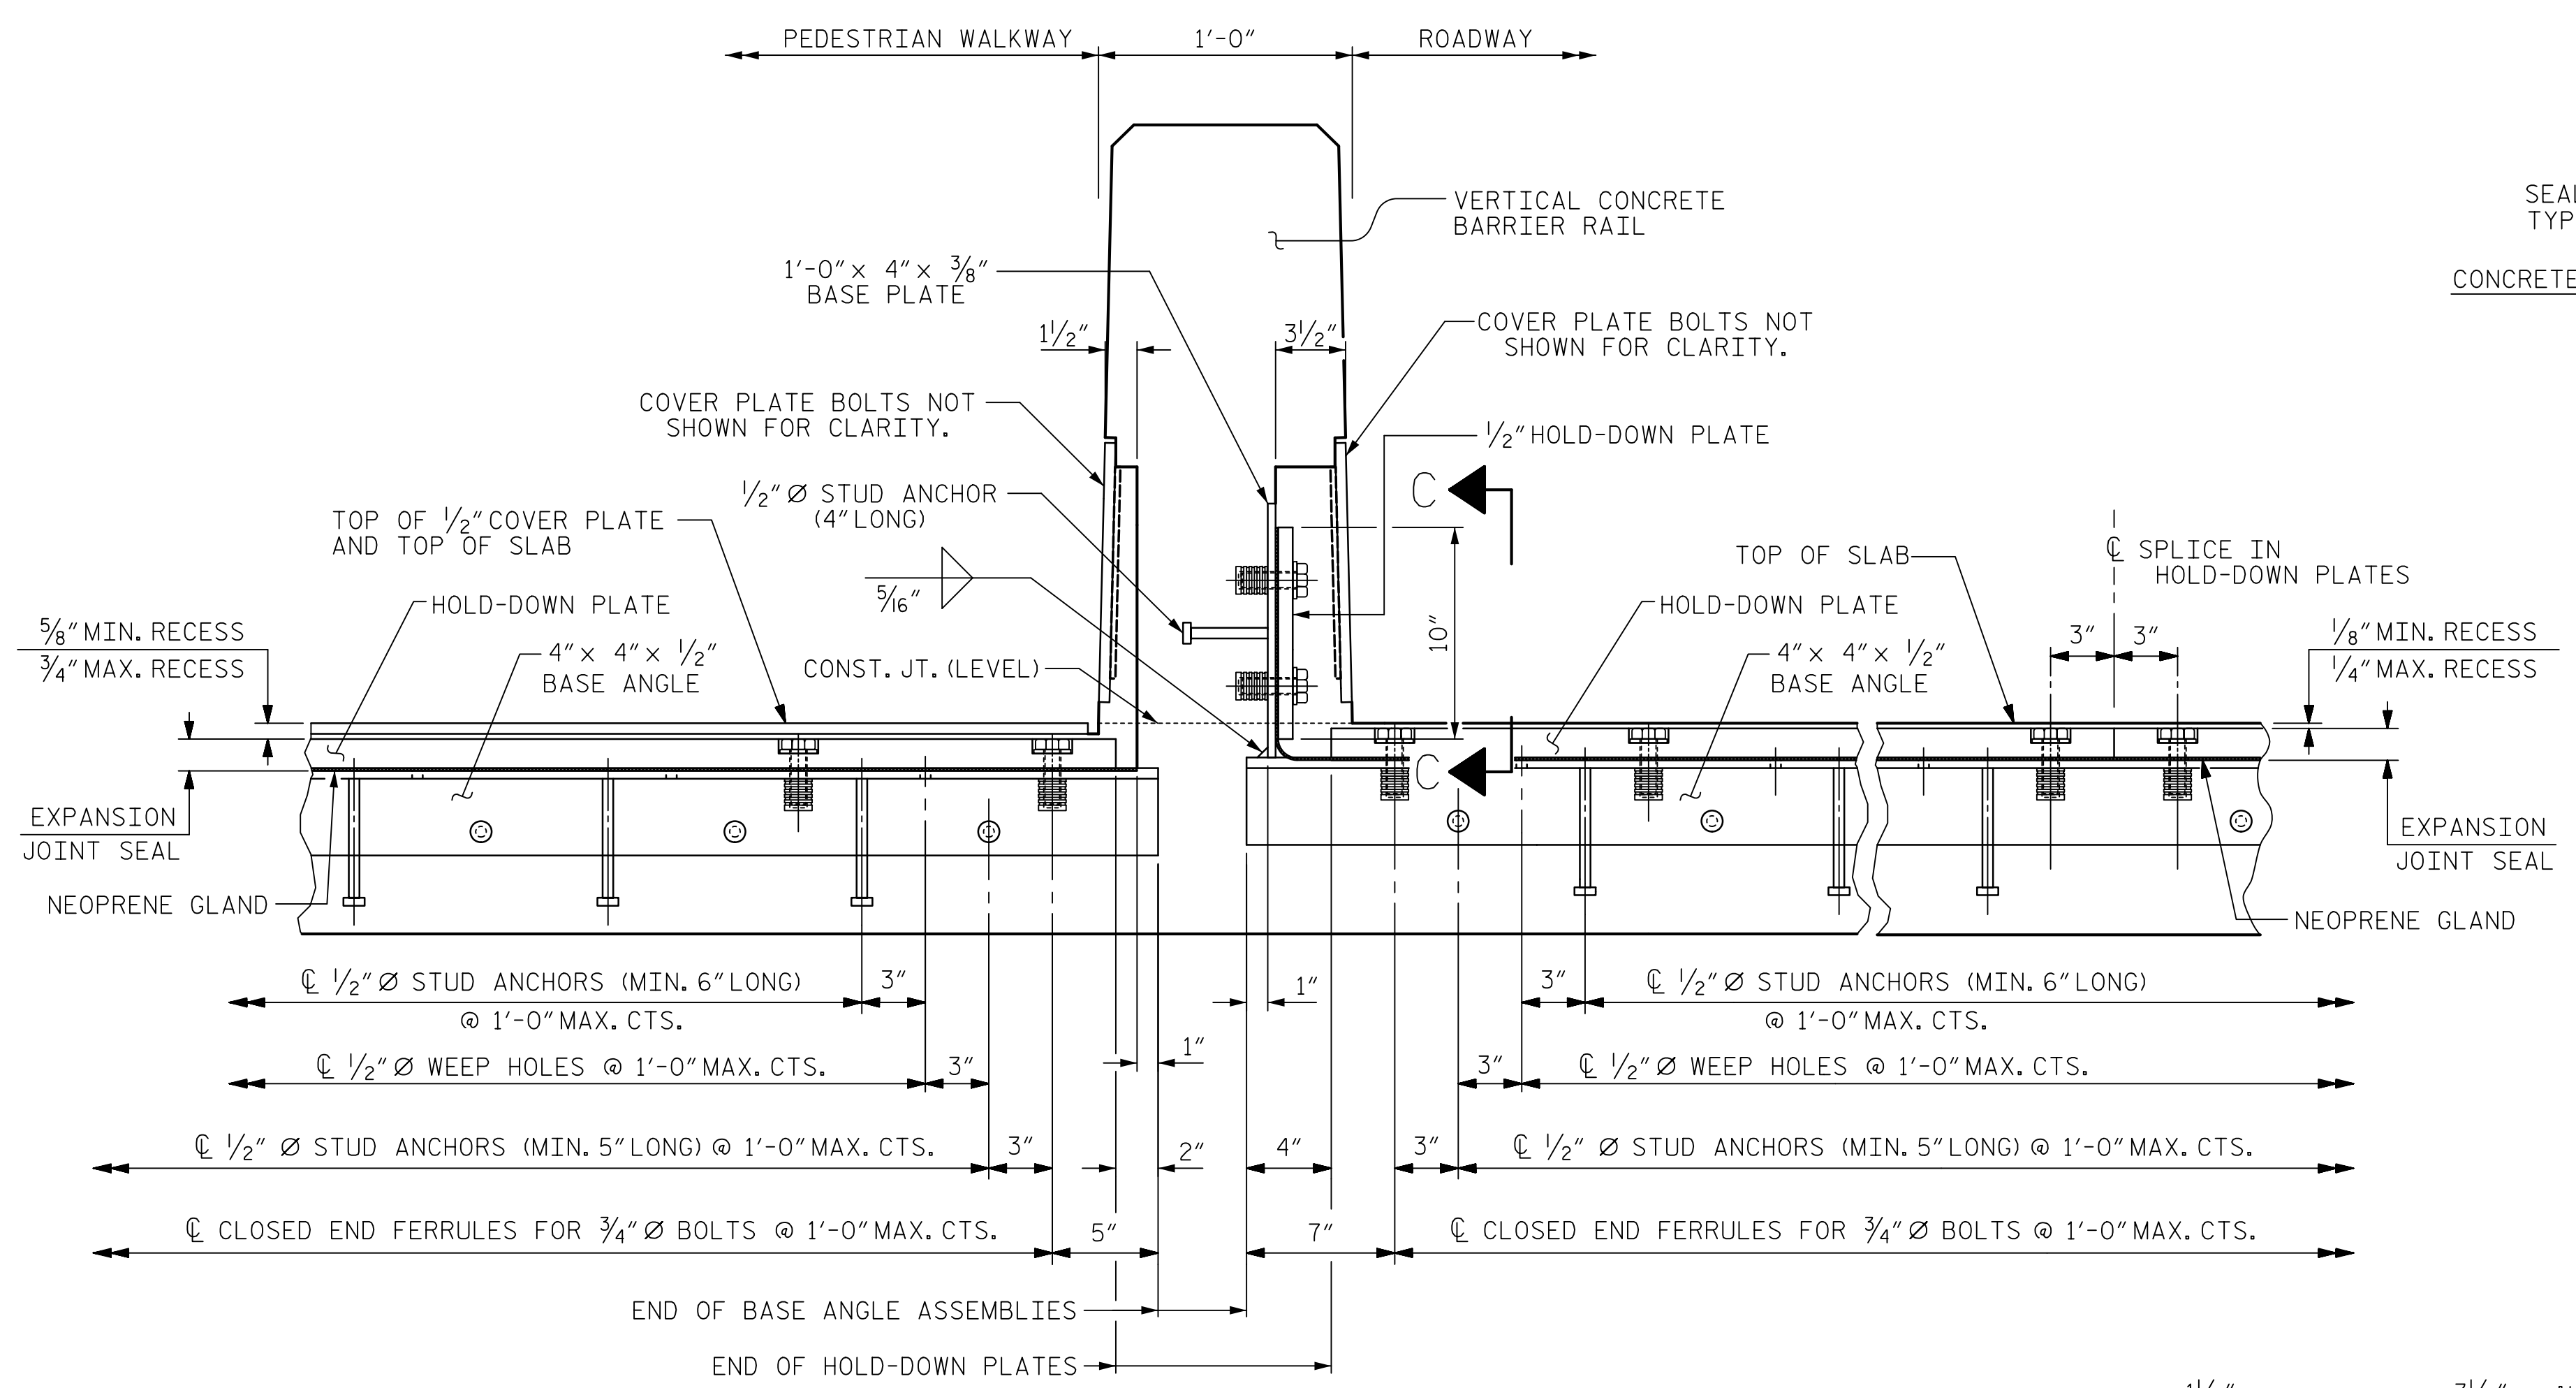 PEDESTRIAN WALKWAY
1'-0"
ROADWAY
VERTICAL CONCRETE
BARRIER RAIL
1'-0" x 4" x 3/8"
BASE PLATE
1 1/2"
3 1/2"
COVER PLATE BOLTS NOT
SHOWN FOR CLARITY.
COVER PLATE BOLTS NOT
SHOWN FOR CLARITY.
1/2" HOLD-DOWN PLATE
C
1/2" Ø STUD ANCHOR
(4" LONG)
TOP OF 1/2" COVER PLATE
AND TOP OF SLAB
5/16"
TOP OF SLAB
℄ SPLICE IN
HOLD-DOWN PLATES
HOLD-DOWN PLATE
HOLD-DOWN PLATE
10"
5/8" MIN. RECESS
3/4" MAX. RECESS
3"
3"
1/8" MIN. RECESS
1/4" MAX. RECESS
4" x 4" x 1/2"
BASE ANGLE
CONST. JT. (LEVEL)
4" x 4" x 1/2"
BASE ANGLE
C
EXPANSION
JOINT SEAL
EXPANSION
JOINT SEAL
NEOPRENE GLAND
NEOPRENE GLAND
℄ 1/2" Ø STUD ANCHORS (MIN. 6" LONG)
@ 1'-0" MAX. CTS.
3"
1"
3"
℄ 1/2" Ø STUD ANCHORS (MIN. 6" LONG)
@ 1'-0" MAX. CTS.
℄ 1/2" Ø WEEP HOLES @ 1'-0" MAX. CTS.
3"
1"
3"
℄ 1/2" Ø WEEP HOLES @ 1'-0" MAX. CTS.
℄ 1/2" Ø STUD ANCHORS (MIN. 5" LONG) @ 1'-0" MAX. CTS.
3"
2"
4"
3"
℄ 1/2" Ø STUD ANCHORS (MIN. 5" LONG) @ 1'-0" MAX. CTS.
℄ CLOSED END FERRULES FOR 3/4" Ø BOLTS @ 1'-0" MAX. CTS.
5"
7"
℄ CLOSED END FERRULES FOR 3/4" Ø BOLTS @ 1'-0" MAX. CTS.
END OF BASE ANGLE ASSEMBLIES
END OF HOLD-DOWN PLATES
CONCRETE